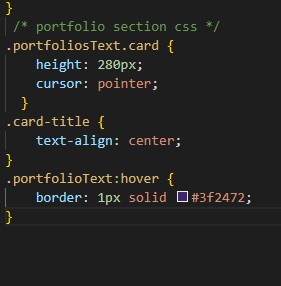 }
/* portfolio section css */
.portfoliosText.card {
height: 280px;
cursor: pointer;
}
.card-title {
text-align: center;
}
.portfolioText:hover {
border: 1px solid #3f2472;
}